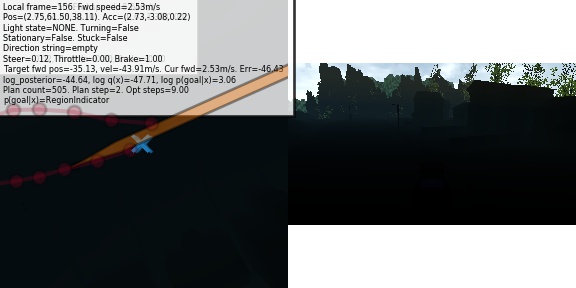 Local frame=156: Fwd speed=2.53m/s
Pos=(2.75,61.50,38.11). Acc=(2.73,-3.08,0.22)
Light state=NONE. Turning=False
Stationary=False. Stuck=False
Direction string=empty
Steer=0.12, Throttle=0.00, Brake=1.00
Target fwd pos=-35.13, vel=-43.91m/s. Cur fwd=2.53m/s. Err=-46.43
log_posterior=-44.64, log q(x)=-47.71, log p(goal|x)=3.06
Plan count=505. Plan step=2. Opt steps=9.00
p(goal|x)=RegionIndicator